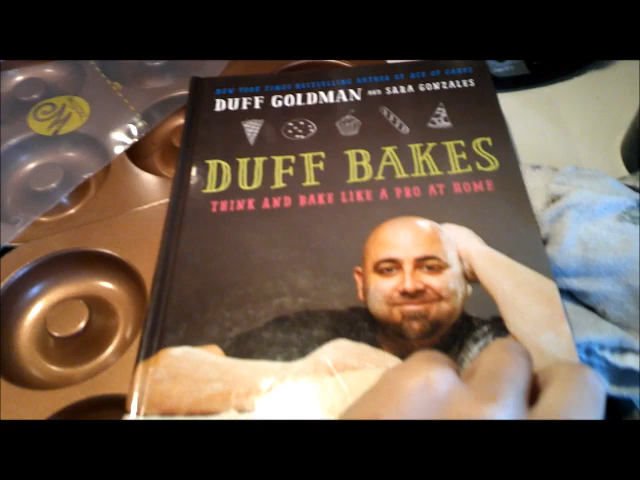 NEW YORK TIMES BESTSELLING AUTHOR OF ACE OF CAKES
DUFF GOLDMAN AND SARA GONZALES
DUFF BAKES
THINK AND BAKE LIKE A PRO AT HOME